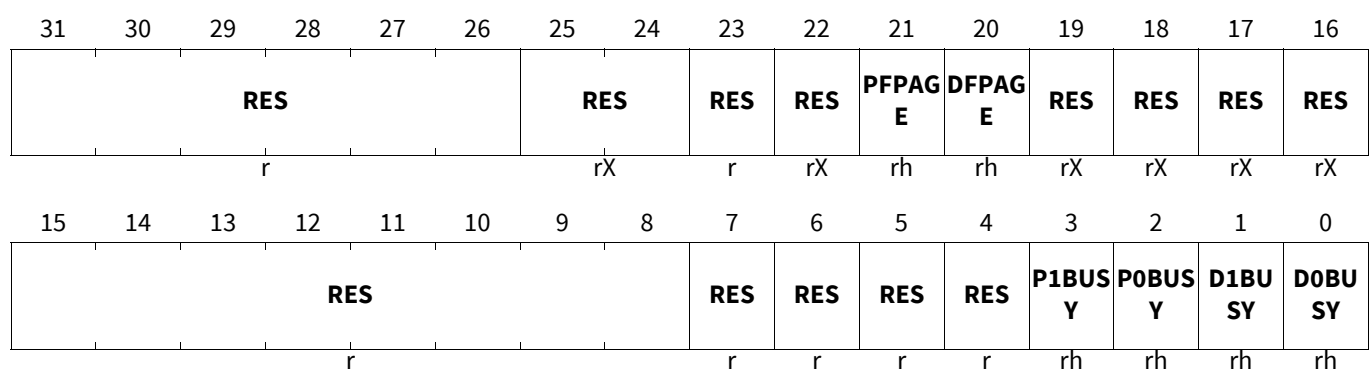 31 30 29 28 27 26 25 24 23 22 21 20 19 18 17 16
RES RES RES RES PFPAG DFPAG RES RES RES RES
E E
r rX r rX rh rh rX rX rX rX
15 14 13 12 11 10 9 8 7 6 5 4 3 2 1 0
RES RES RES RES RES P1BUS P0BUS D1BU D0BU
Y Y SY SY
r r r r r rh rh rh rh